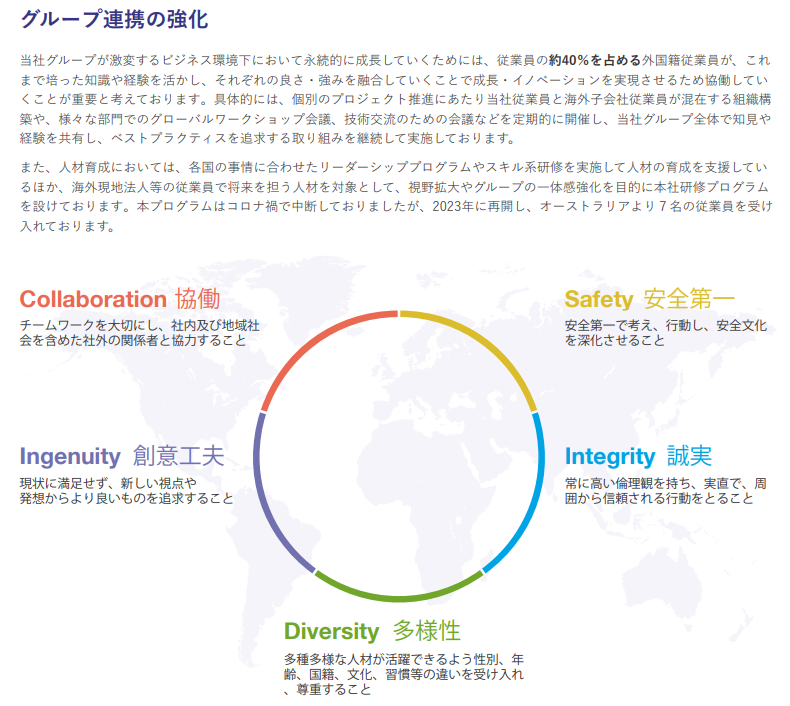 グループ連携の強化
当社グループが激変するビジネス環境下において永続的に成長していくためには、従業員の約40%を占める外国籍従業員が、これ
まで培った知識や経験を活かし、それぞれの良さ・強みを融合していくことで成長・イノベーションを実現させるため協働してい
くことが重要と考えております。具体的には、個別のプロジェクト推進にあたり当社従業員と海外子会社従業員が混在する組織構
築や、様々な部門でのグローバルワークショップ会議、技術交流のための会議などを定期的に開催し、当社グループ全体で知見や
経験を共有し、ベストプラクティスを追求する取り組みを継続して実施しております。
また、人材育成においては、各国の事情に合わせたリーダーシッププログラムやスキル系研修を実施して人材の育成を支援してい
るほか、海外現地法人等の従業員で将来を担う人材を対象として、視野拡大やグループの一体感強化を目的に本社研修プログラム
を設けております。本プログラムはコロナ禍で中断しておりましたが、2023年に再開し、オーストラリアより7名の従業員を受け
入れております。
Collaboration 協働
チームワークを大切にし、社内及び地域社
会を含めた社外の関係者と協力すること
Safety 安全第一
安全第一で考え、行動し、安全文化
を深化させること
Ingenuity 創意工夫
現状に満足せず、新しい視点や
発想からより良いものを追求すること
Integrity 誠実
常に高い倫理観を持ち、実直で、周
囲から信頼される行動をとること
Diversity 多様性
多種多様な人材が活躍できるよう性別、年
齢、国籍、文化、習慣等の違いを受け入れ
、尊重すること